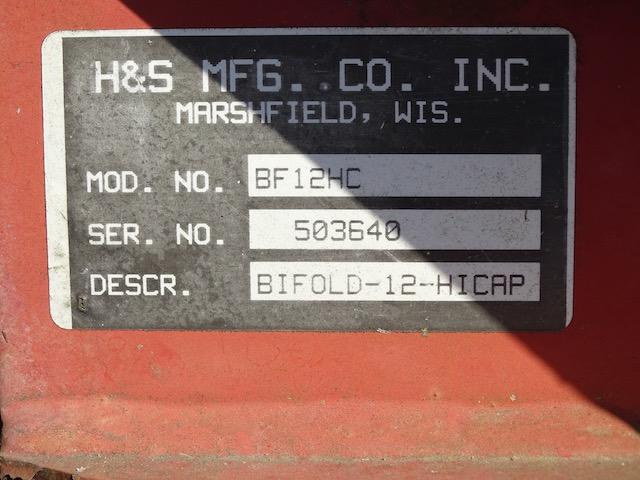 H&S MFG. CO. INC.
MARSHFIELD, WIS.
MOD. NO. BF12HC
SER. NO. 503640
DESCR. BIFOLD-12-HICAP